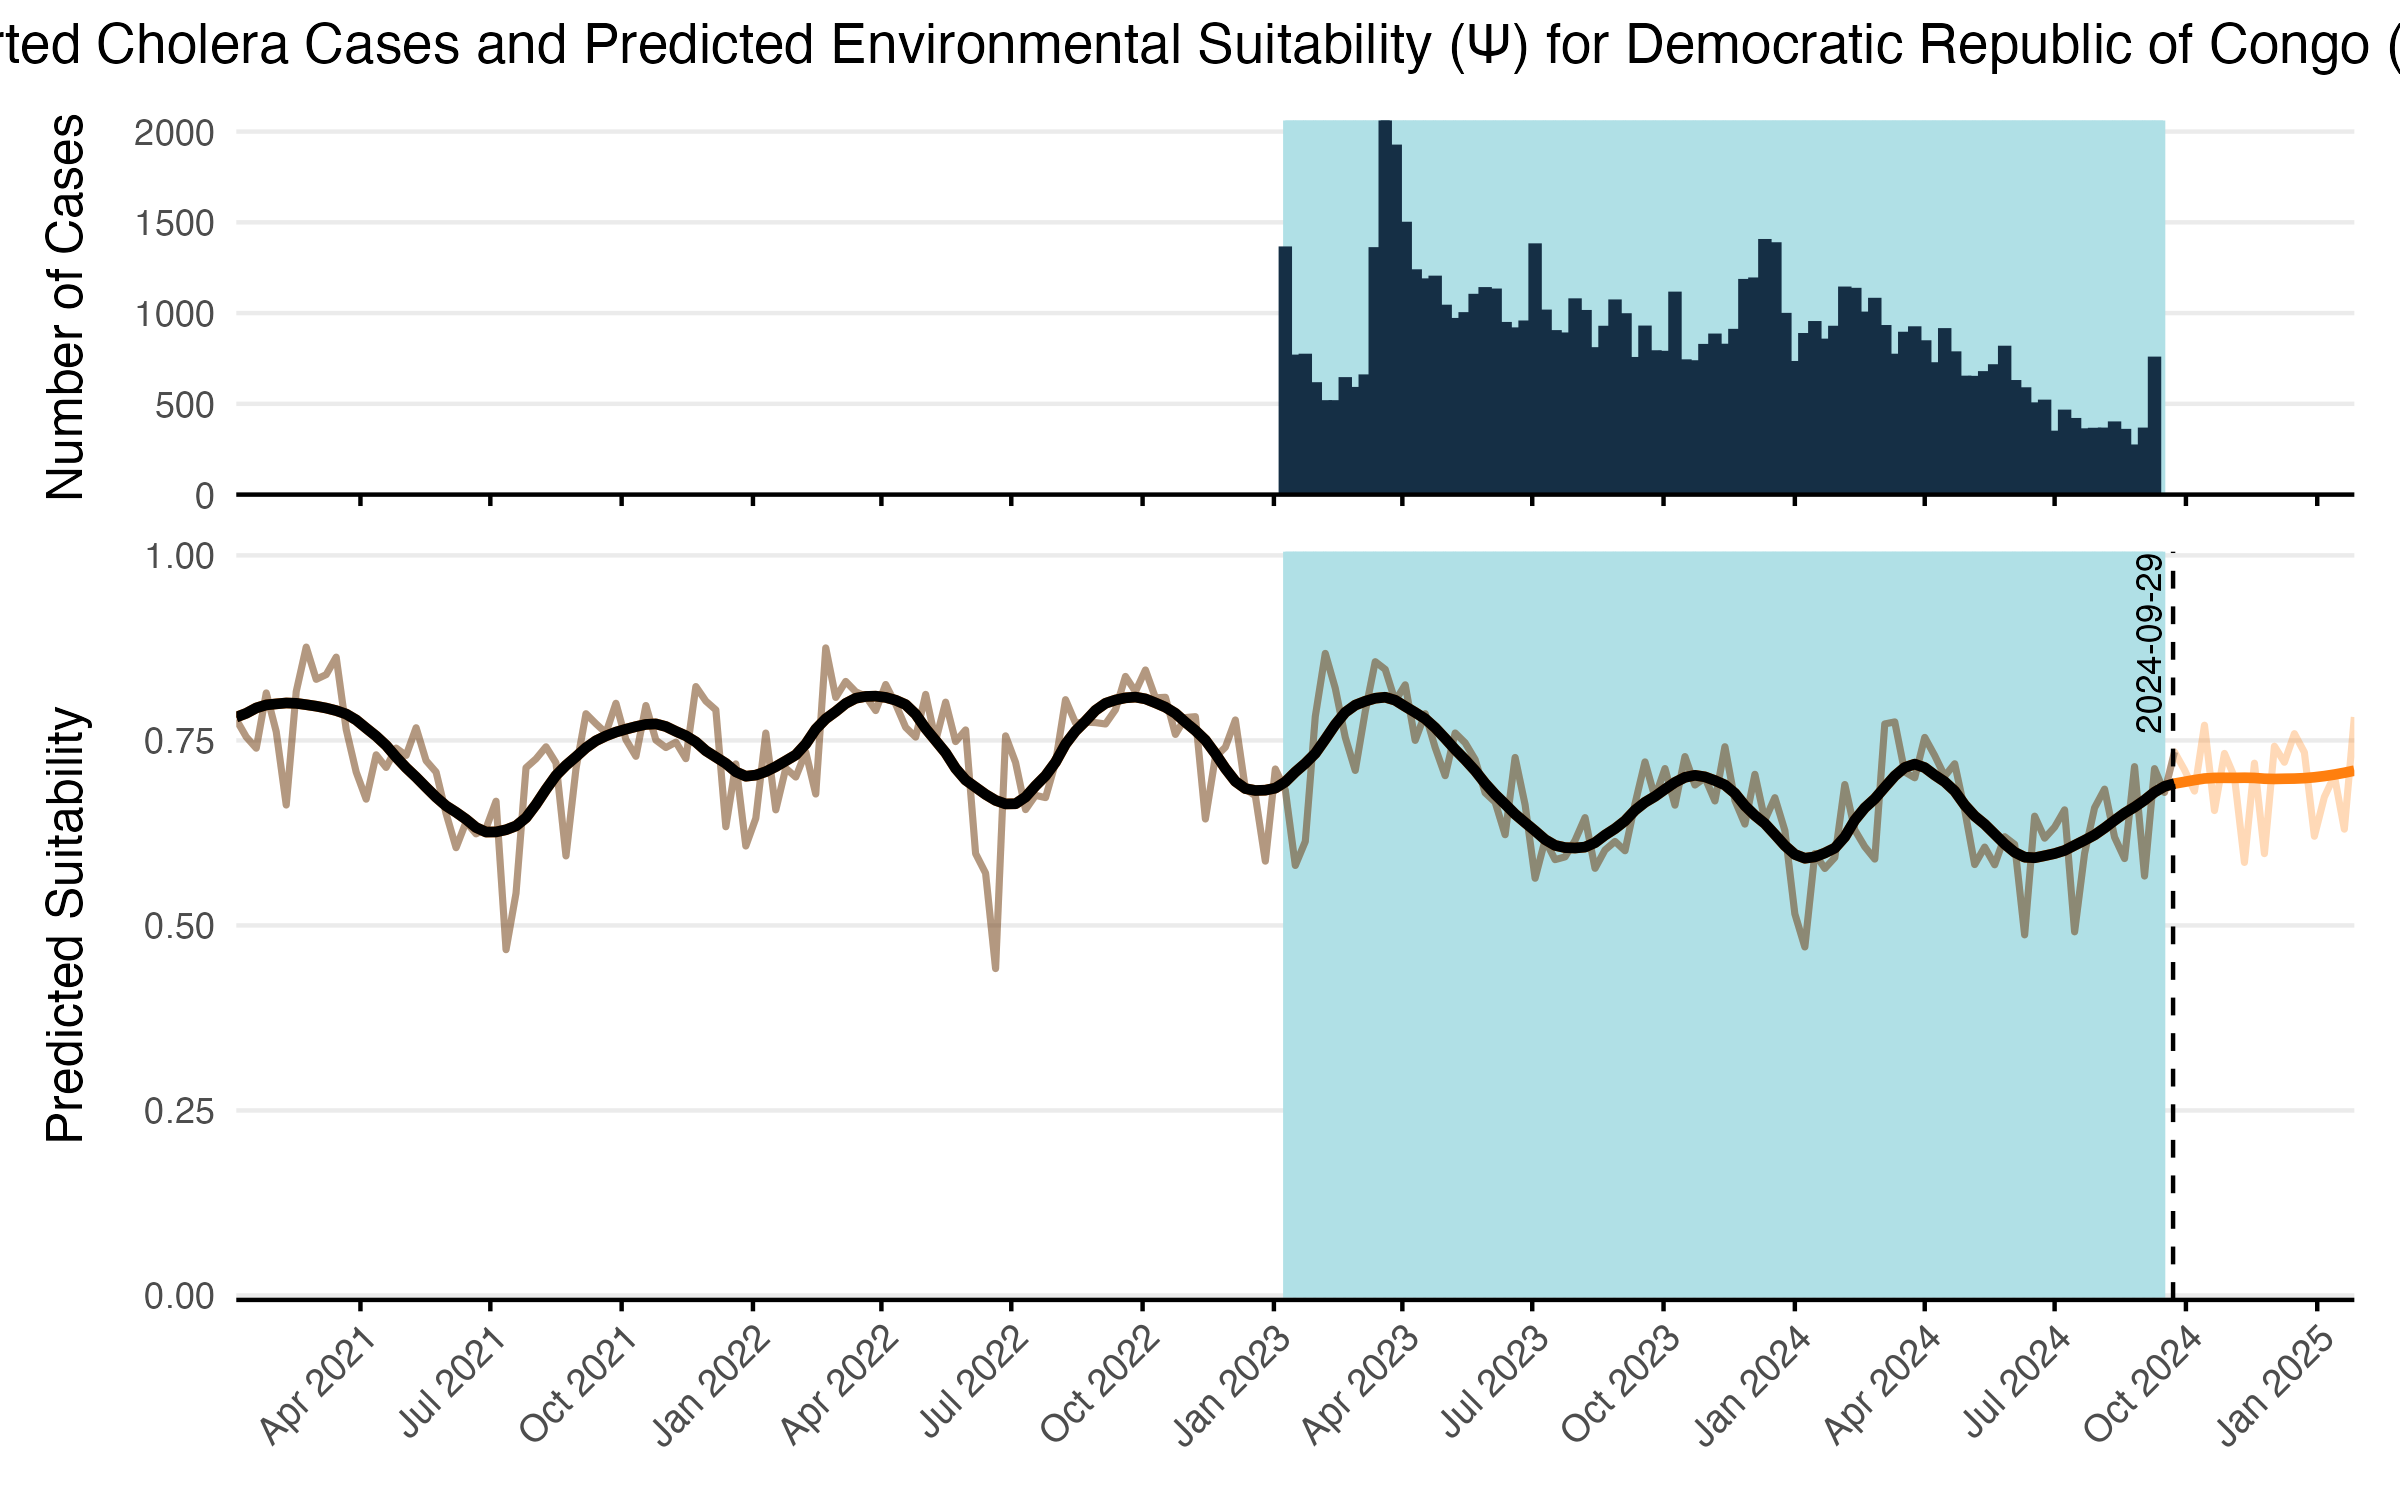 rted Cholera Cases and Predicted Environmental Suitability (Ψ) for Democratic Republic of Congo (
Number of Cases
2000
1500
1000
500
0
Predicted Suitability
1.00
0.75
0.50
0.25
0.00
2024-09-29
Apr 2021
Jul 2021
Oct 2021
Jan 2022
Apr 2022
Jul 2022
Oct 2022
Jan 2023
Apr 2023
Jul 2023
Oct 2023
Jan 2024
Apr 2024
Jul 2024
Oct 2024
Jan 2025